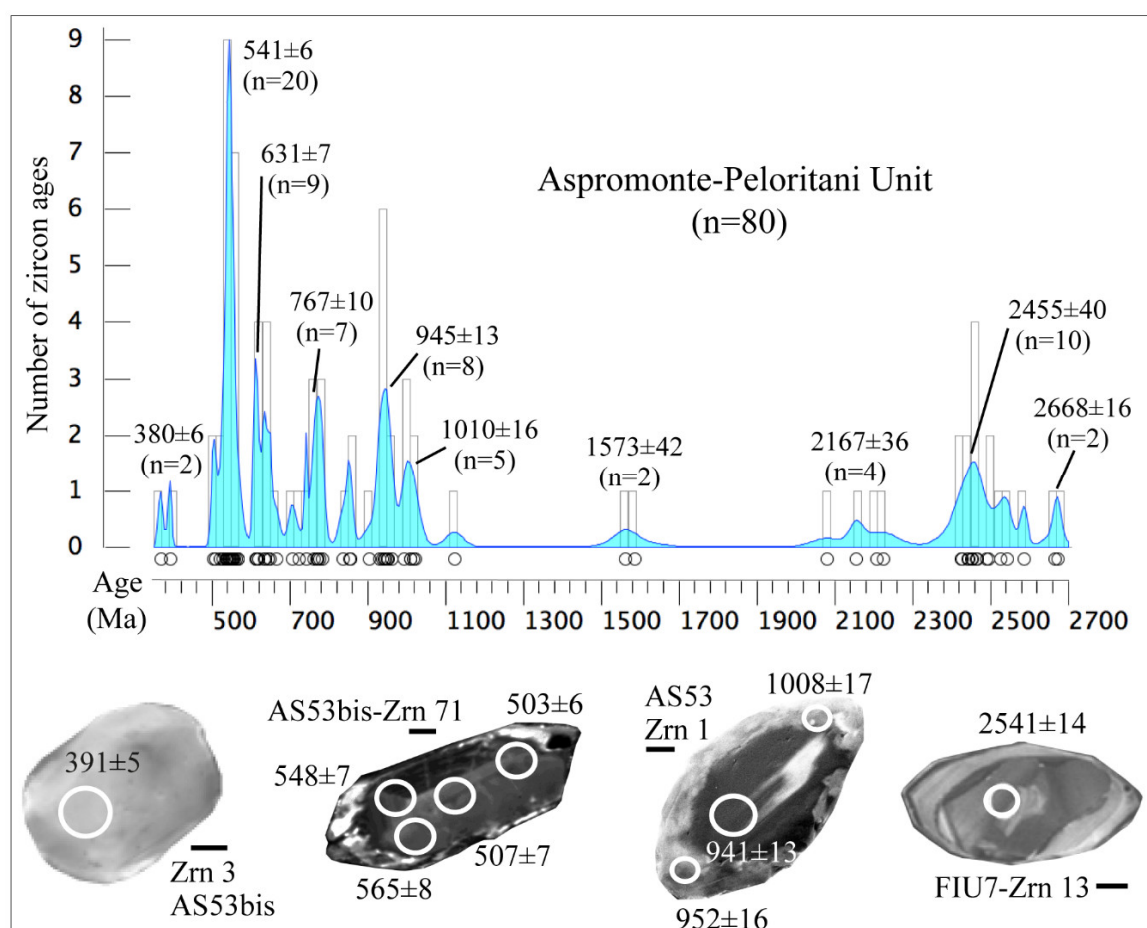 Number of zircon ages
9
8
7
6
5
4
3
2
1
0
541±6
(n=20)
631±7
(n=9)
Aspromonte-Peloritani Unit
(n=80)
767±10
(n=7)
945±13
(n=8)
2455±40
(n=10)
380±6
(n=2)
1010±16
(n=5)
1573±42
(n=2)
2167±36
(n=4)
2668±16
(n=2)
Age
(Ma)
500 700 900 1100 1300 1500 1700 1900 2100 2300 2500 2700
391±5
Zrn 3
AS53bis
AS53bis-Zrn 71
503±6
548±7
507±7
565±8
AS53
Zrn 1
1008±17
941±13
952±16
2541±14
FIU7-Zrn 13